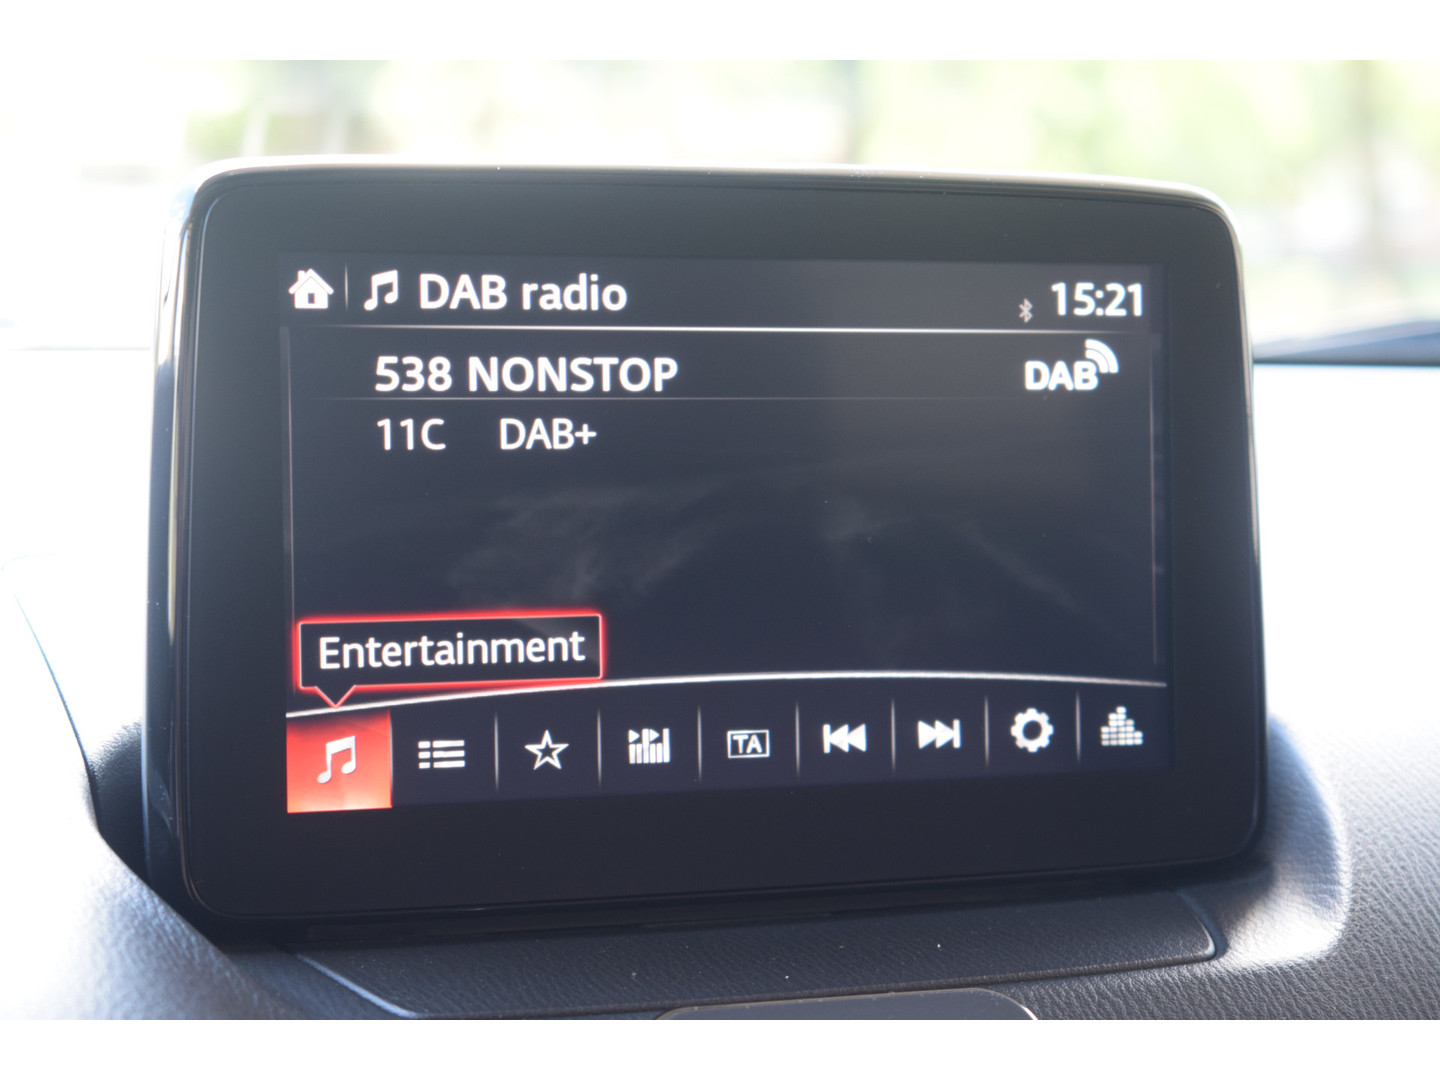 DAB radio 15:21
538 NONSTOP DAB
11C DAB+
Entertainment
TA